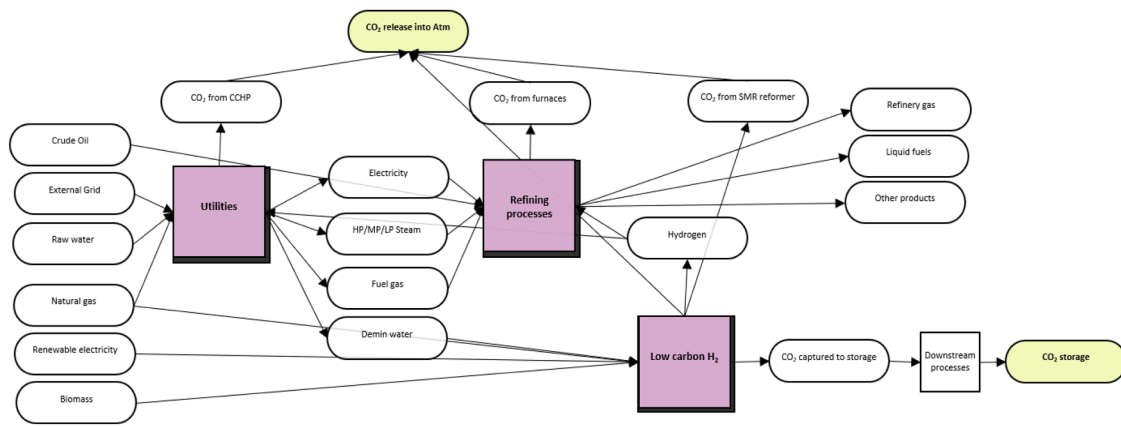 CO₂ release into Atm
CO₂ from CCHP
CO₂ from furnaces
CO₂ from SMR reformer
Refinery gas
Crude Oil
Liquid fuels
Electricity
External Grid
Utilities
Refining
processes
Other products
HP/MP/LP Steam
Hydrogen
Raw water
Fuel gas
Natural gas
Demin water
Renewable electricity
Low carbon H₂
CO₂ captured to storage
Downstream
processes
CO₂ storage
Biomass